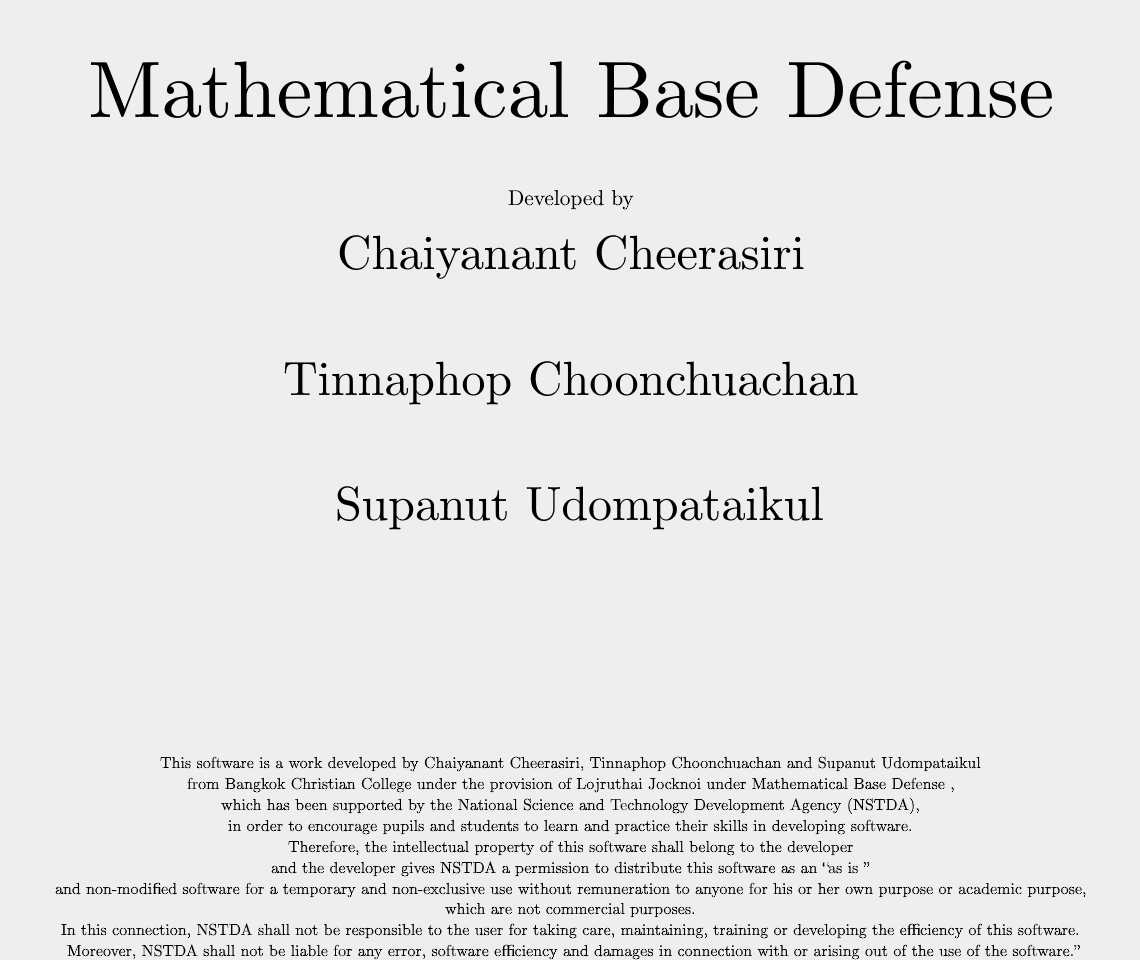 Mathematical Base Defense
Developed by
Chaiyanant Cheerasiri
Tinnaphop Choonchuachan
Supanut Udompataikul
This software is a work developed by Chaiyanant Cheerasiri, Tinnaphop Choonchuachan and Supanut Udompataikul
from Bangkok Christian College under the provision of Lojruthai Jocknoi under Mathematical Base Defense ,
which has been supported by the National Science and Technology Development Agency (NSTDA),
in order to encourage pupils and students to learn and practice their skills in developing software.
Therefore, the intellectual property of this software shall belong to the developer
and the developer gives NSTDA a permission to distribute this software as an “as is ”
and non-modified software for a temporary and non-exclusive use without remuneration to anyone for his or her own purpose or academic purpose,
which are not commercial purposes.
In this connection, NSTDA shall not be responsible to the user for taking care, maintaining, training or developing the efficiency of this software.
Moreover, NSTDA shall not be liable for any error, software efficiency and damages in connection with or arising out of the use of the software.”